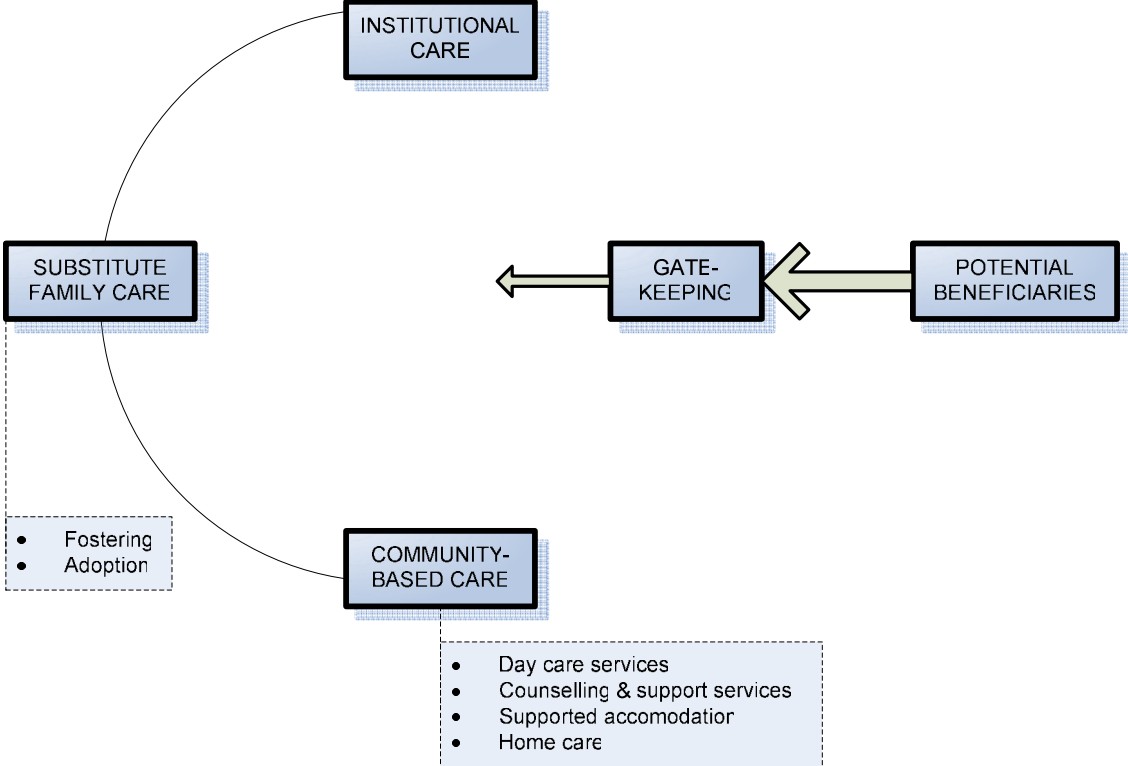 INSTITUTIONAL
CARE
SUBSTITUTE
FAMILY CARE
GATE-
KEEPING
POTENTIAL
BENEFICIARIES
• Fostering
• Adoption
COMMUNITY-
BASED CARE
• Day care services
• Counselling & support services
• Supported accomodation
• Home care